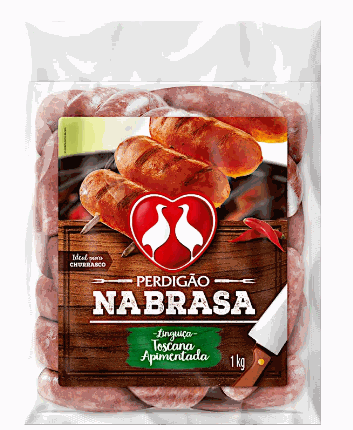 Ideal para
CHURRASCO
PERDIGÃO
NABRASA
Linguiça
Toscana
Apimentada
1 kg